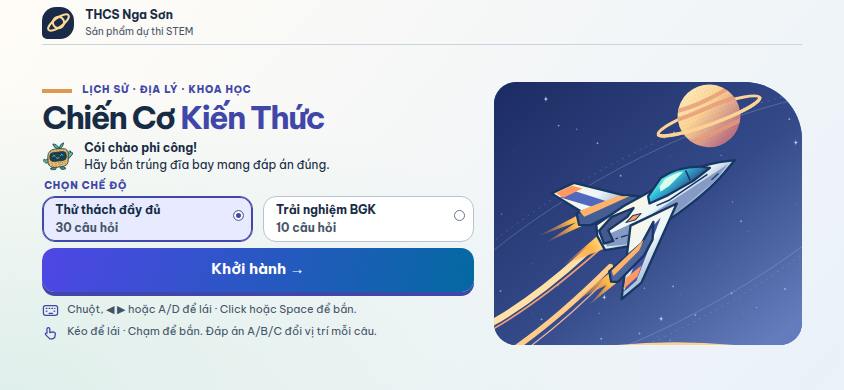 THCS Nga Sơn
Sản phẩm dự thi STEM
LỊCH SỬ · ĐỊA LÝ · KHOA HỌC
Chiến Cơ Kiến Thức
Cói chào phi công!
Hãy bắn trúng đĩa bay mang đáp án đúng.
CHỌN CHẾ ĐỘ
Thử thách đầy đủ
30 câu hỏi
Trải nghiệm BGK
10 câu hỏi
Khởi hành →
Chuột, ◀ ▶ hoặc A/D để lái · Click hoặc Space để bắn.
Kéo để lái · Chạm để bắn. Đáp án A/B/C đổi vị trí mỗi câu.